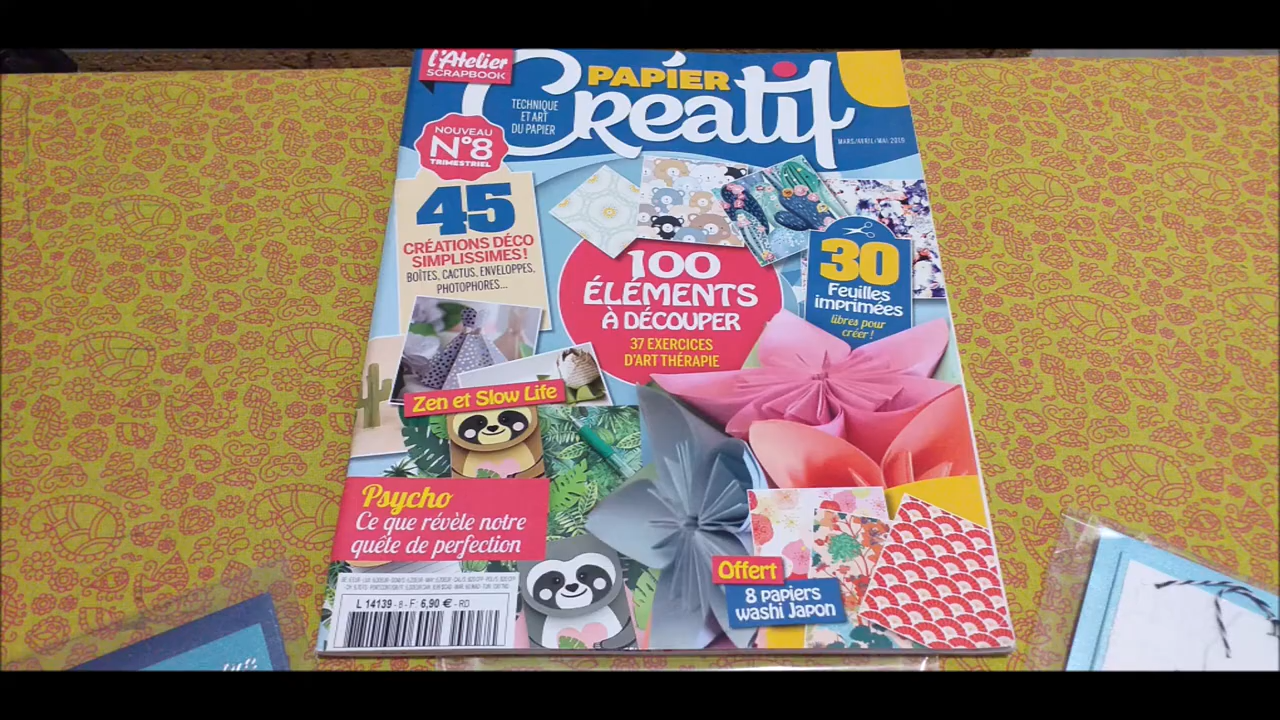 l'Atelier
SCRAPBOOK
PAPIER
Créatif
TECHNIQUE
ET ART
DU PAPIER
MARS/AVRIL/MAI 2019
NOUVEAU
N°8
TRIMESTRIEL
45
CRÉATIONS DÉCO
SIMPLISSIMES !
BOÎTES, CACTUS, ENVELOPPES,
PHOTOPHORES...
100
ÉLÉMENTS
À DÉCOUPER
37 EXERCICES
D'ART THÉRAPIE
30
Feuilles
imprimées
libres pour
créer !
Zen et Slow Life
Psycho
Ce que révèle notre
quête de perfection
Offert
8 papiers
washi Japon
L 14139 - 8 - F: 6,90 € - RD